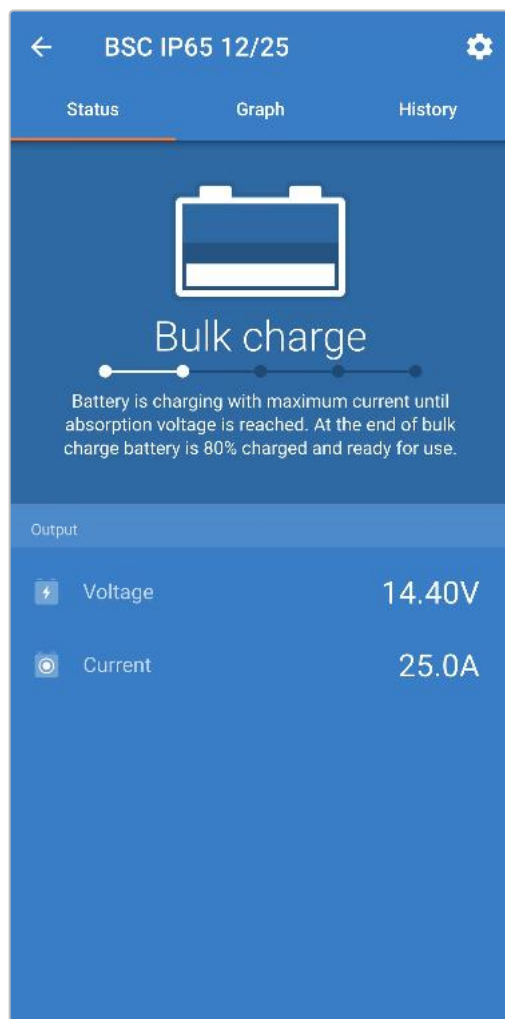 BSC IP65 12/25
Status Graph History
Bulk charge
Battery is charging with maximum current until
absorption voltage is reached. At the end of bulk
charge battery is 80% charged and ready for use.
Output
Voltage 14.40V
Current 25.0A